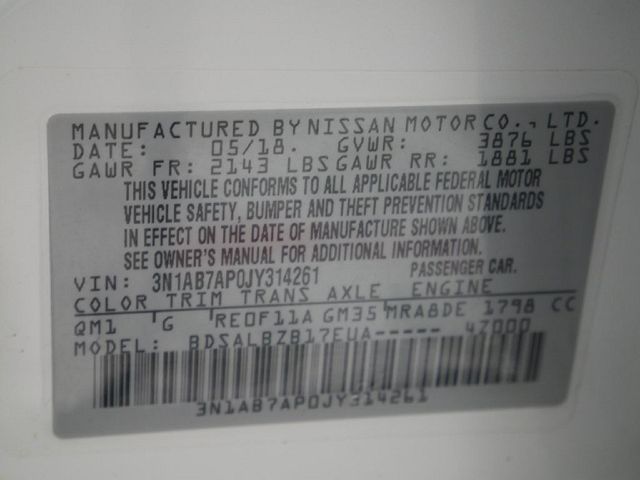 MANUFACTURED BY NISSAN MOTOR CO., LTD.
DATE: 05/18. GVWR: 3876 LBS
GAWR FR: 2143 LBS GAWR RR: 1881 LBS
THIS VEHICLE CONFORMS TO ALL APPLICABLE FEDERAL MOTOR
VEHICLE SAFETY, BUMPER AND THEFT PREVENTION STANDARDS
IN EFFECT ON THE DATE OF MANUFACTURE SHOWN ABOVE.
SEE OWNER'S MANUAL FOR ADDITIONAL INFORMATION.
VIN: 3N1AB7AP0JY314261 PASSENGER CAR.
COLOR TRIM TRANS AXLE ENGINE
QM1 G RE0F11A GM35 MRA8DE 1798 CC
MODEL: BDSALBZB17EUA----- 4Z000
3N1AB7AP0JY314261